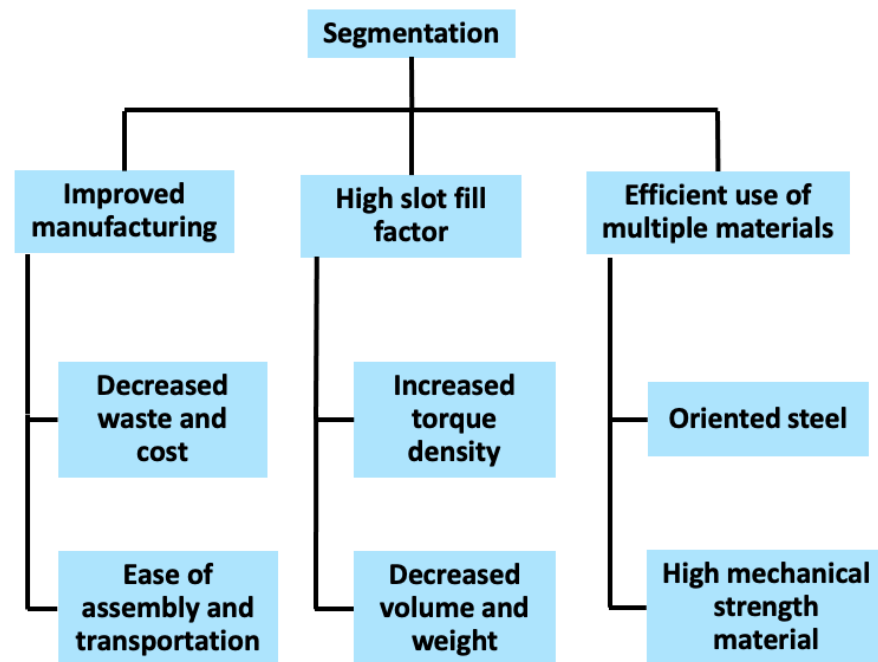 Segmentation
Improved
manufacturing
High slot fill
factor
Efficient use of
multiple materials
Decreased
waste and
cost
Increased
torque
density
Oriented steel
Ease of
assembly and
transportation
Decreased
volume and
weight
High mechanical
strength
material